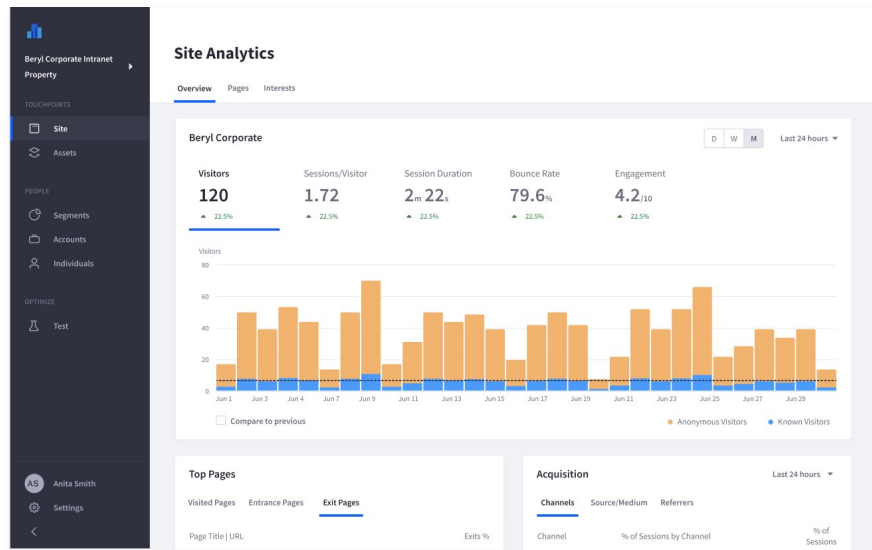 Beryl Corporate Intranet
Property
TOUCHPOINTS
Site
Assets
PEOPLE
Segments
Accounts
Individuals
OPTIMIZE
Test
AS
Anita Smith
Settings
Site Analytics
Overview Pages Interests
Beryl Corporate
D W M Last 24 hours
Visitors Sessions/Visitor Session Duration Bounce Rate Engagement
120 1.72 2m 22s 79.6% 4.2/10
22.5% 22.5% 22.5% 22.5% 22.5%
Visitors
80
60
40
20
0
Jun 1 Jun 3 Jun 4 Jun 7 Jun 9 Jun 11 Jun 13 Jun 15 Jun 17 Jun 19 Jun 21 Jun 23 Jun 25 Jun 27 Jun 29
Compare to previous
Anonymous Visitors Known Visitors
Top Pages
Visited Pages Entrance Pages Exit Pages
Page Title | URL Exits %
Acquisition Last 24 hours
Channels Source/Medium Referrers
Channel % of Sessions by Channel % of
Sessions